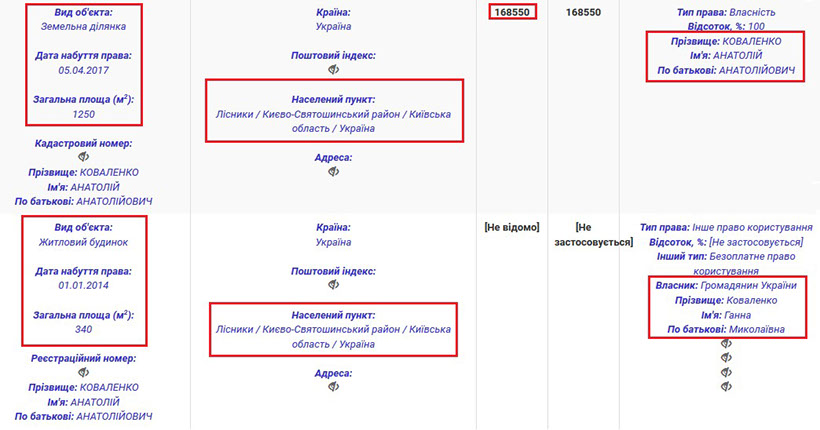 Вид об'єкта:
Земельна ділянка
Дата набуття права:
05.04.2017
Загальна площа (м²):
1250
Кадастровий номер:
Прізвище: КОВАЛЕНКО
Ім'я: АНАТОЛІЙ
По батькові: АНАТОЛІЙОВИЧ
Країна:
Україна
Поштовий індекс:
Населений пункт:
Лісники / Києво-Святошинський район / Київська
область / Україна
Адреса:
168550
168550
Тип права: Власність
Відсоток, %: 100
Прізвище: КОВАЛЕНКО
Ім'я: АНАТОЛІЙ
По батькові: АНАТОЛІЙОВИЧ
Вид об'єкта:
Житловий будинок
Дата набуття права:
01.01.2014
Загальна площа (м²):
340
Реєстраційний номер:
Прізвище: КОВАЛЕНКО
Ім'я: АНАТОЛІЙ
По батькові: АНАТОЛІЙОВИЧ
Країна:
Україна
Поштовий індекс:
Населений пункт:
Лісники / Києво-Святошинський район / Київська
область / Україна
Адреса:
[Не відомо]
[Не
застосовується]
Тип права: Інше право користування
Відсоток, %: [Не застосовується]
Інший тип: Безоплатне право
користування
Власник: Громадянин України
Прізвище: Коваленко
Ім'я: Ганна
По батькові: Миколаївна